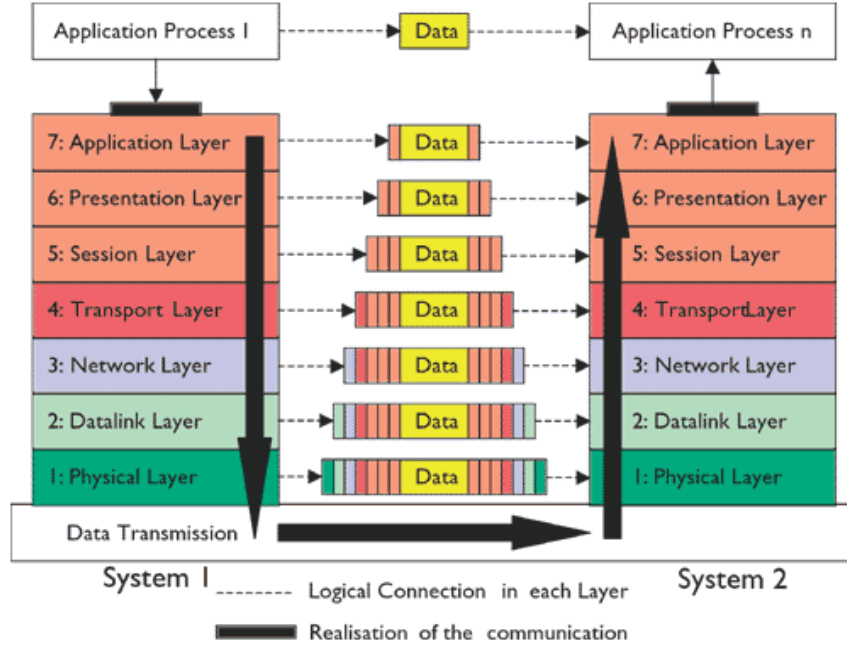 Application Process 1
Data
Application Process n
7: Application Layer
Data
7: Application Layer
6: Presentation Layer
Data
6: Presentation Layer
5: Session Layer
Data
5: Session Layer
4: Transport Layer
Data
4: TransportLayer
3: Network Layer
Data
3: Network Layer
2: Datalink Layer
Data
2: Datalink Layer
1: Physical Layer
Data
1: Physical Layer
Data Transmission
System 1
System 2
Logical Connection in each Layer
Realisation of the communication